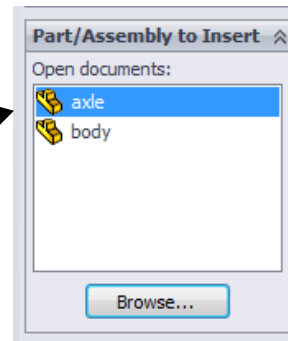 Part/Assembly to Insert
Open documents:
axle
body
Browse...